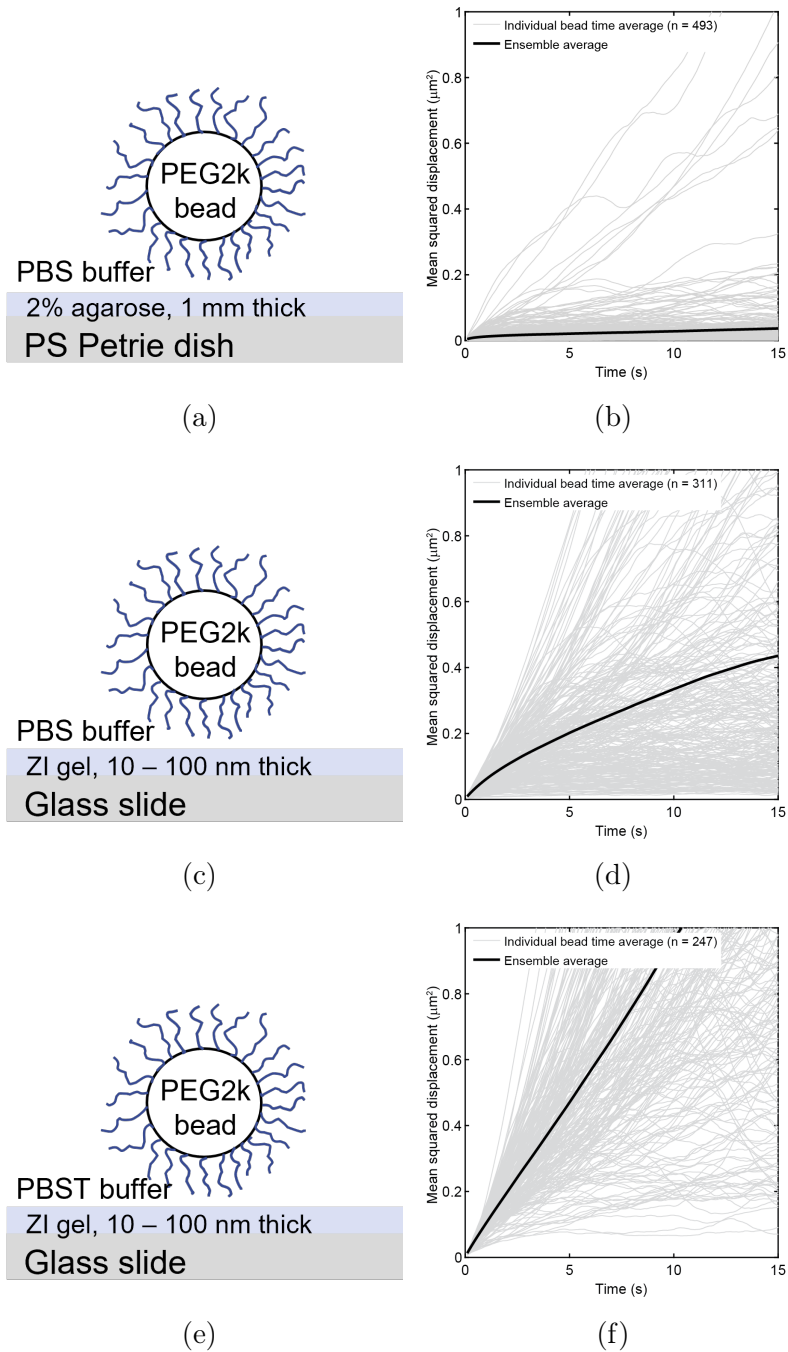 PEG2k
bead
PBS buffer
2% agarose, 1 mm thick
PS Petrie dish
(a)
Individual bead time average (n = 493)
Ensemble average
Mean squared displacement (μm²)
1
0.8
0.6
0.4
0.2
0
0 5 10 15
Time (s)
(b)
PEG2k
bead
PBS buffer
ZI gel, 10 – 100 nm thick
Glass slide
(c)
Individual bead time average (n = 311)
Ensemble average
Mean squared displacement (μm²)
1
0.8
0.6
0.4
0.2
0
0 5 10 15
Time (s)
(d)
PEG2k
bead
PBST buffer
ZI gel, 10 – 100 nm thick
Glass slide
(e)
Individual bead time average (n = 247)
Ensemble average
Mean squared displacement (μm²)
1
0.8
0.6
0.4
0.2
0
0 5 10 15
Time (s)
(f)